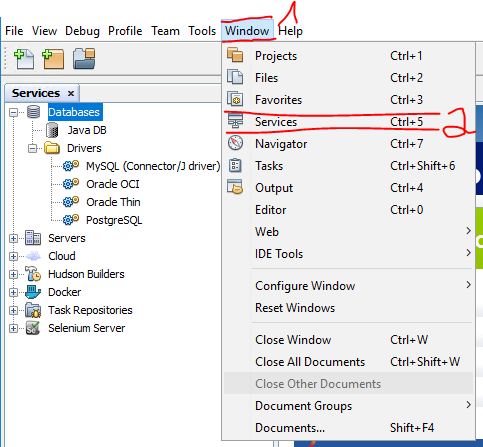 1
File View Debug Profile Team Tools Window Help
Services ×
Databases
Java DB
Drivers
MySQL (Connector/J driver)
Oracle OCI
Oracle Thin
PostgreSQL
Servers
Cloud
Hudson Builders
Docker
Task Repositories
Selenium Server
Projects Ctrl+1
Files Ctrl+2
Favorites Ctrl+3
Services Ctrl+5 2
Navigator Ctrl+7
Tasks Ctrl+Shift+6
Output Ctrl+4
Editor Ctrl+0
Web
IDE Tools
Configure Window
Reset Windows
Close Window Ctrl+W
Close All Documents Ctrl+Shift+W
Close Other Documents
Document Groups
Documents... Shift+F4